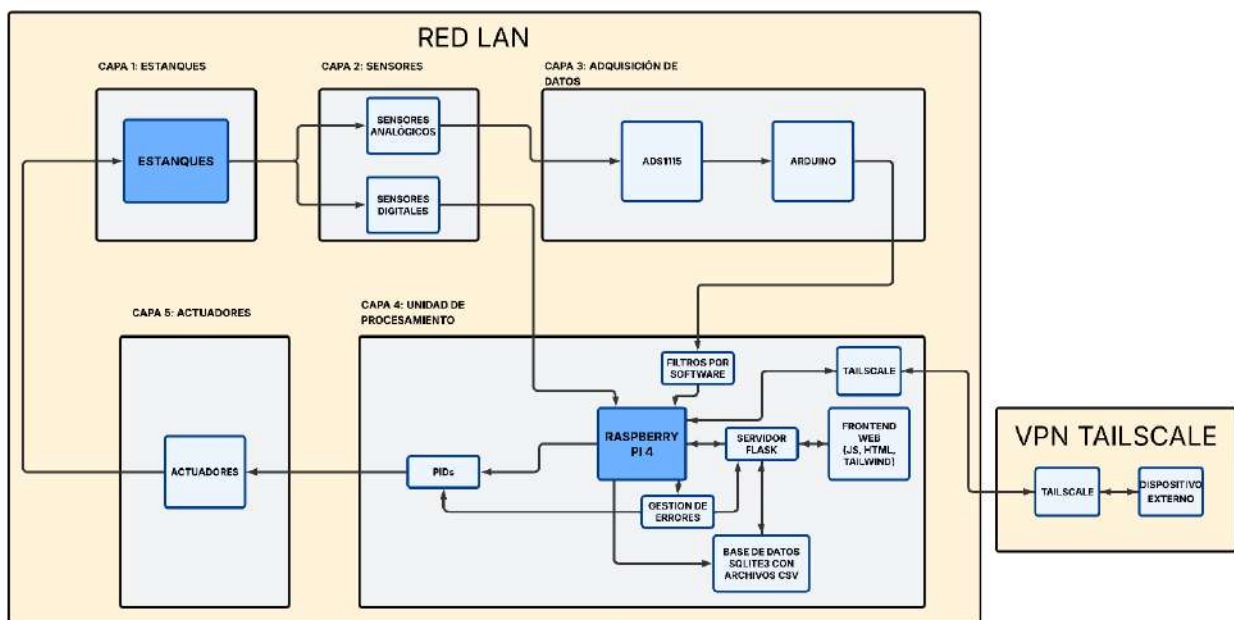 RED LAN
CAPA 1: ESTANQUES
ESTANQUES
CAPA 2: SENSORES
SENSORES
ANALÓGICOS
SENSORES
DIGITALES
CAPA 3: ADQUISICIÓN DE
DATOS
ADS1115
ARDUINO
CAPA 5: ACTUADORES
ACTUADORES
CAPA 4: UNIDAD DE
PROCESAMIENTO
FILTROS POR
SOFTWARE
TAILSCALE
RASPBERRY
PI 4
SERVIDOR
FLASK
FRONTEND
WEB
(JS, HTML,
TAILWIND)
PIDs
GESTION DE
ERRORES
BASE DE DATOS
SQLITE3 CON
ARCHIVOS CSV
VPN TAILSCALE
TAILSCALE
DISPOSITIVO
EXTERNO